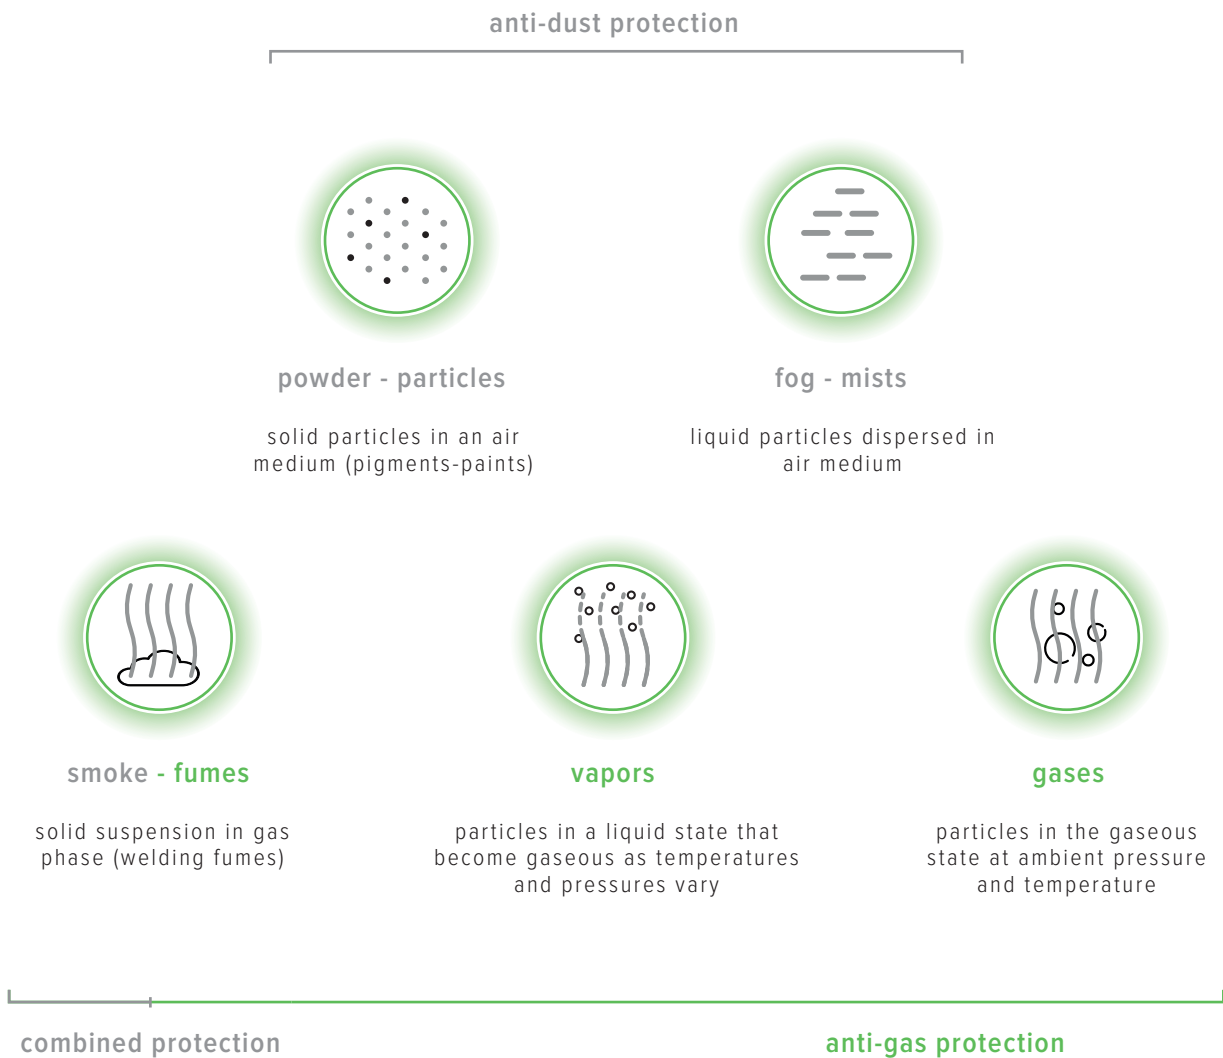 anti-dust protection
powder - particles
solid particles in an air
medium (pigments-paints)
fog - mists
liquid particles dispersed in
air medium
smoke - fumes
solid suspension in gas
phase (welding fumes)
vapors
particles in a liquid state that
become gaseous as temperatures
and pressures vary
gases
particles in the gaseous
state at ambient pressure
and temperature
combined protection
anti-gas protection